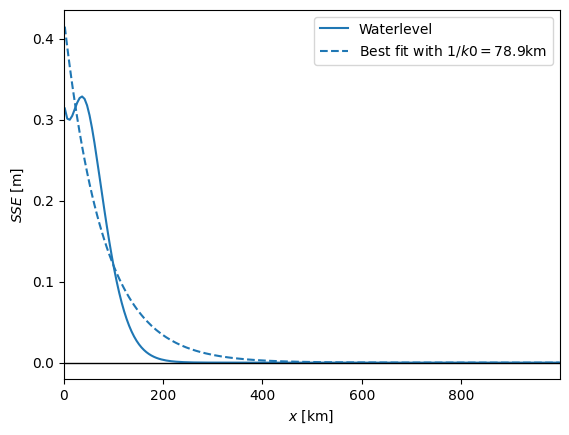 Waterlevel
Best fit with 1/k0 = 78.9km
0.4
0.3
0.2
0.1
0.0
SSE [m]
0 200 400 600 800
x [km]